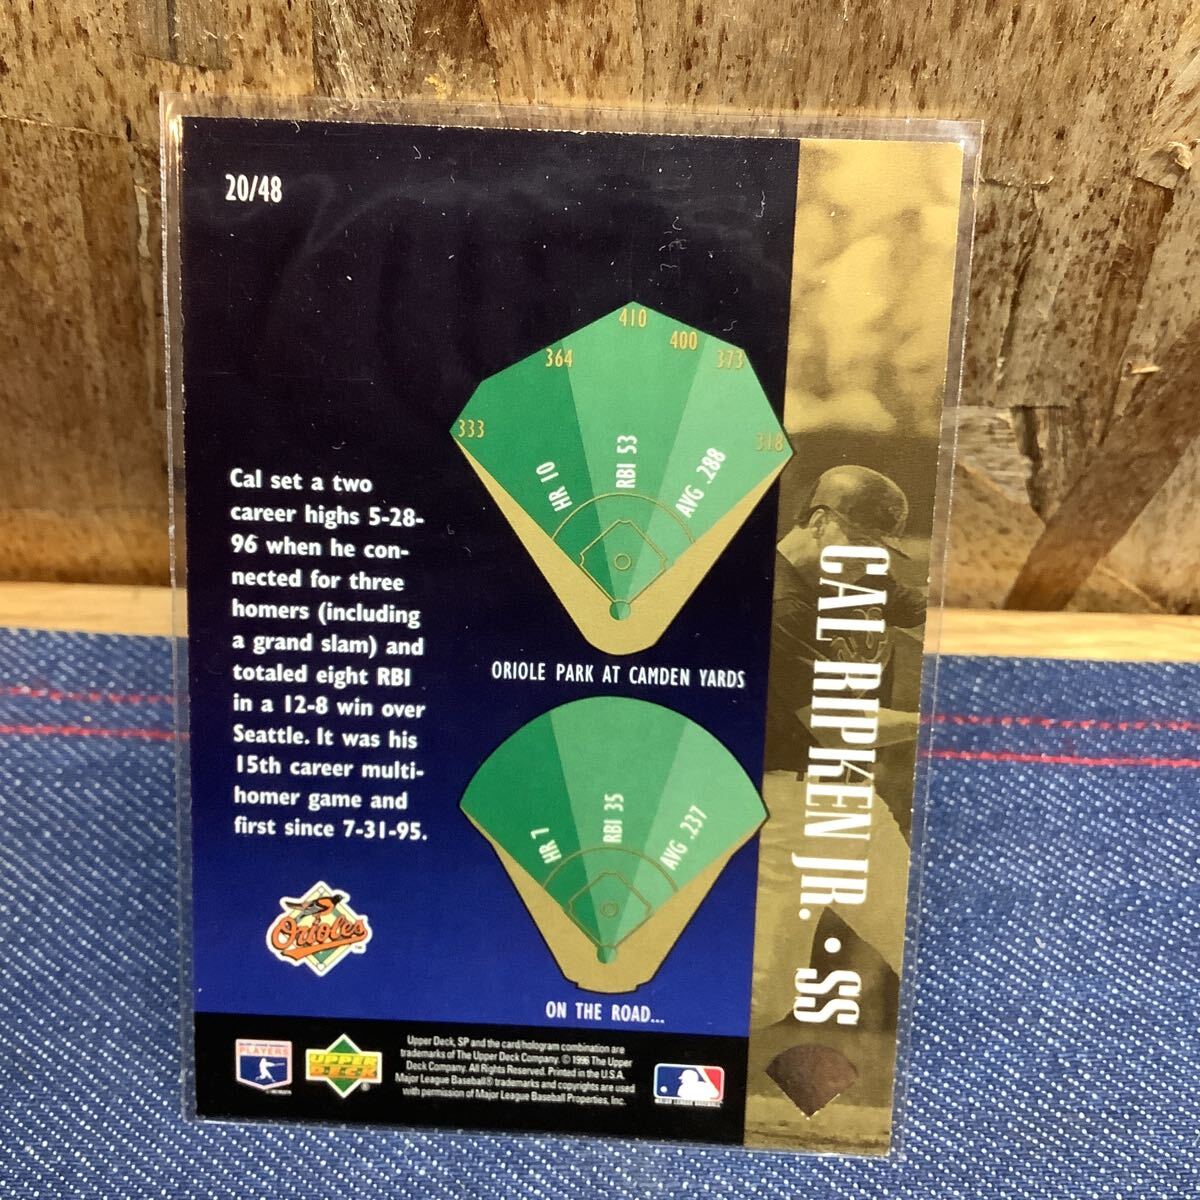 20/48
410
400
364
373
333
318
HR 10
RBI 53
AVG .288
Cal set a two
career highs 5-28-
96 when he con-
nected for three
homers (including
a grand slam) and
totaled eight RBI
in a 12-8 win over
Seattle. It was his
15th career multi-
homer game and
first since 7-31-95.
ORIOLE PARK AT CAMDEN YARDS
HR 7
RBI 35
AVG .237
ON THE ROAD...
CAL RIPKEN JR. • SS
Orioles
TM
PLAYERS
UPPER
DECK
®
Upper Deck, SP and the card/hologram combination are
trademarks of The Upper Deck Company. © 1996 The Upper
Deck Company. All Rights Reserved. Printed in the U.S.A.
Major League Baseball® trademarks and copyrights are used
with permission of Major League Baseball Properties, Inc.